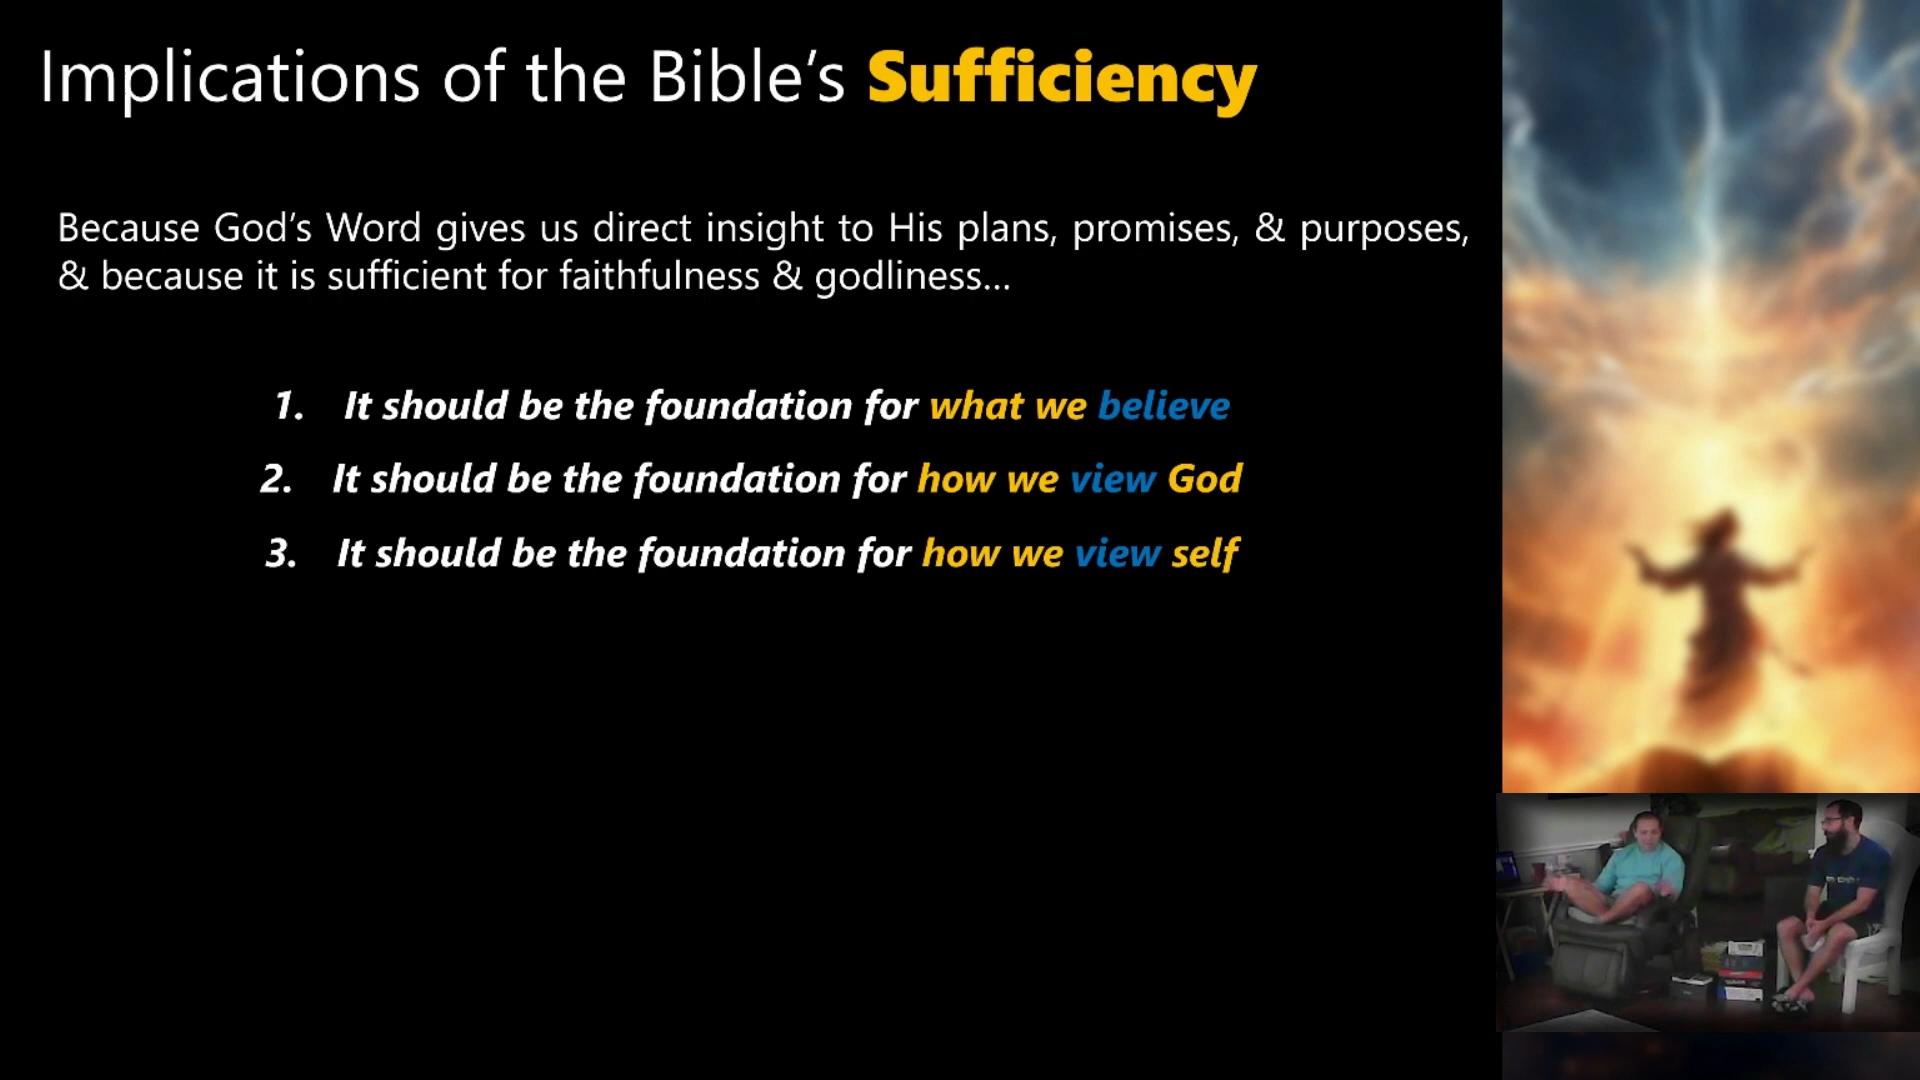 Implications of the Bible’s Sufficiency
Because God’s Word gives us direct insight to His plans, promises, & purposes,
& because it is sufficient for faithfulness & godliness…
1. It should be the foundation for what we believe
2. It should be the foundation for how we view God
3. It should be the foundation for how we view self